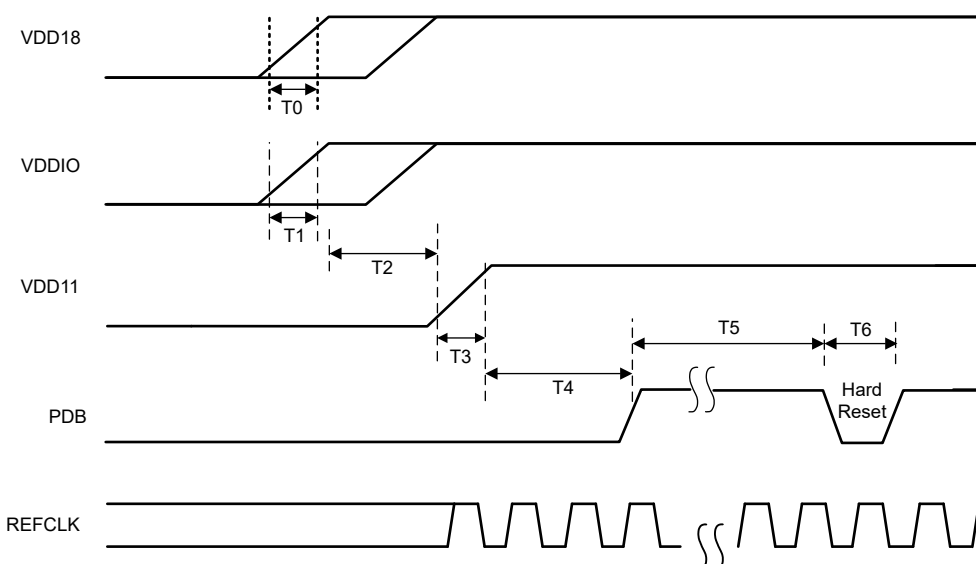 VDD18
T0
VDDIO
T1
T2
VDD11
T3
T5
T6
T4
Hard
Reset
PDB
REFCLK